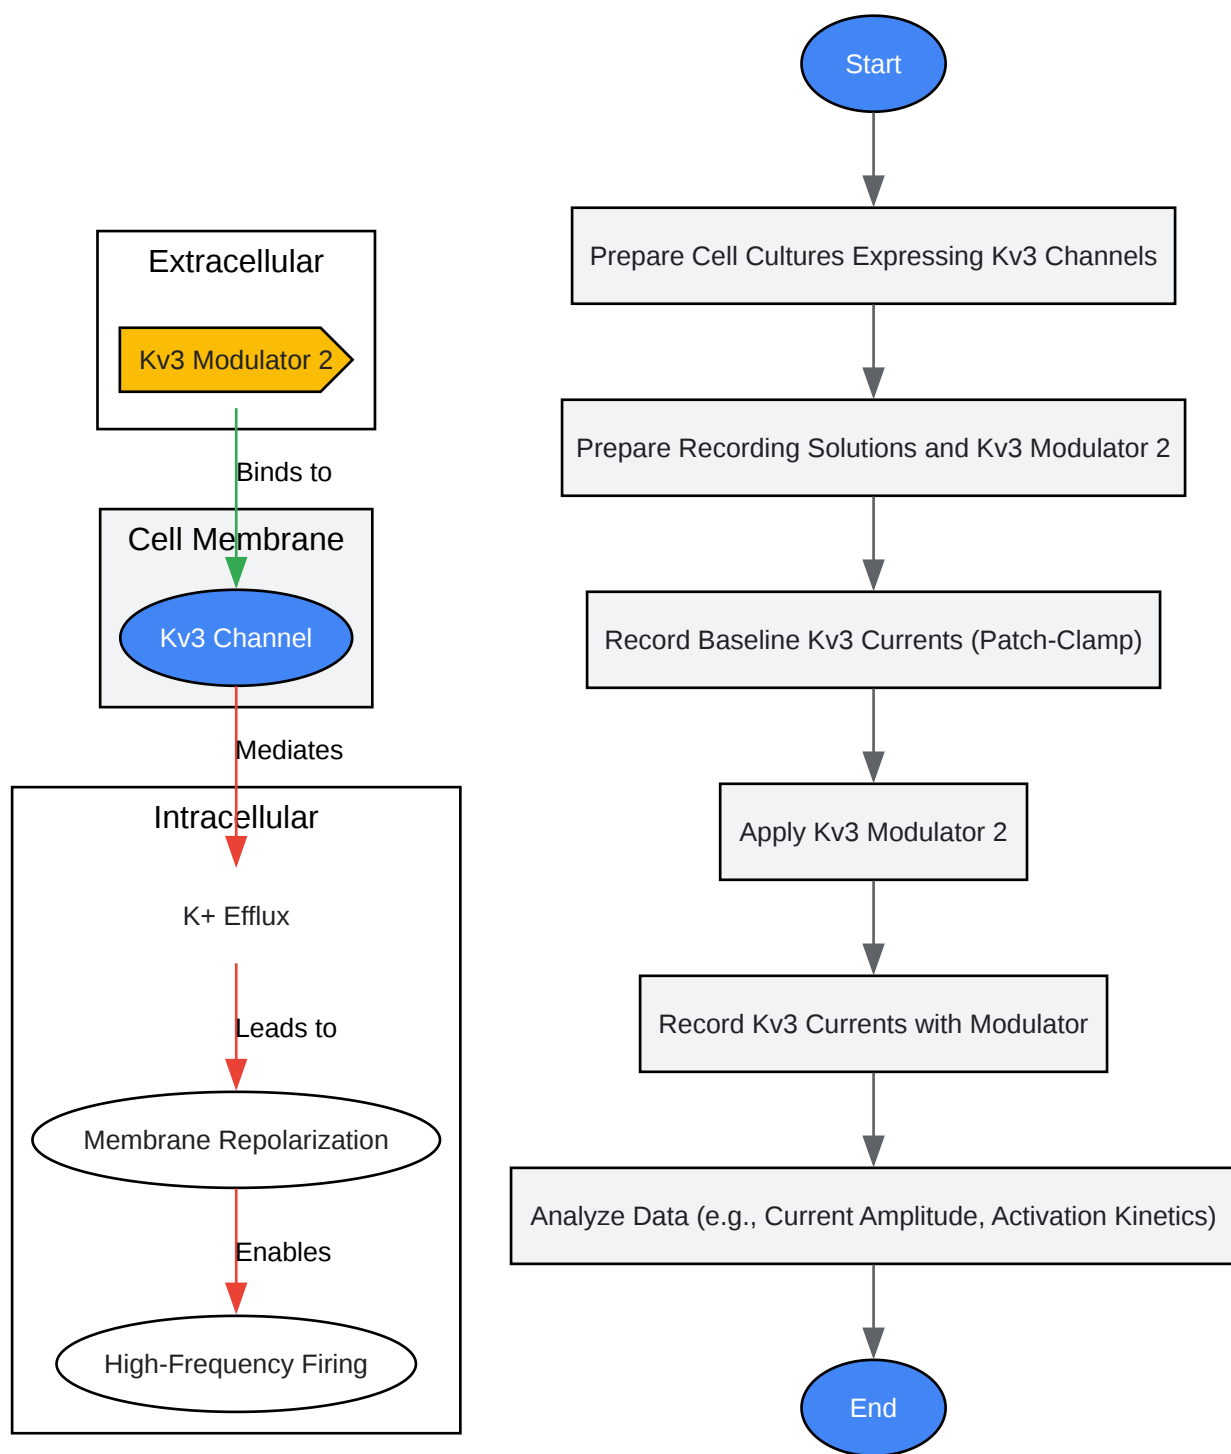 Extracellular
Kv3 Modulator 2
Binds to
Cell Membrane
Kv3 Channel
Mediates
Intracellular
K+ Efflux
Leads to
Membrane Repolarization
Enables
High-Frequency Firing
Start
Prepare Cell Cultures Expressing Kv3 Channels
Prepare Recording Solutions and Kv3 Modulator 2
Record Baseline Kv3 Currents (Patch-Clamp)
Apply Kv3 Modulator 2
Record Kv3 Currents with Modulator
Analyze Data (e.g., Current Amplitude, Activation Kinetics)
End